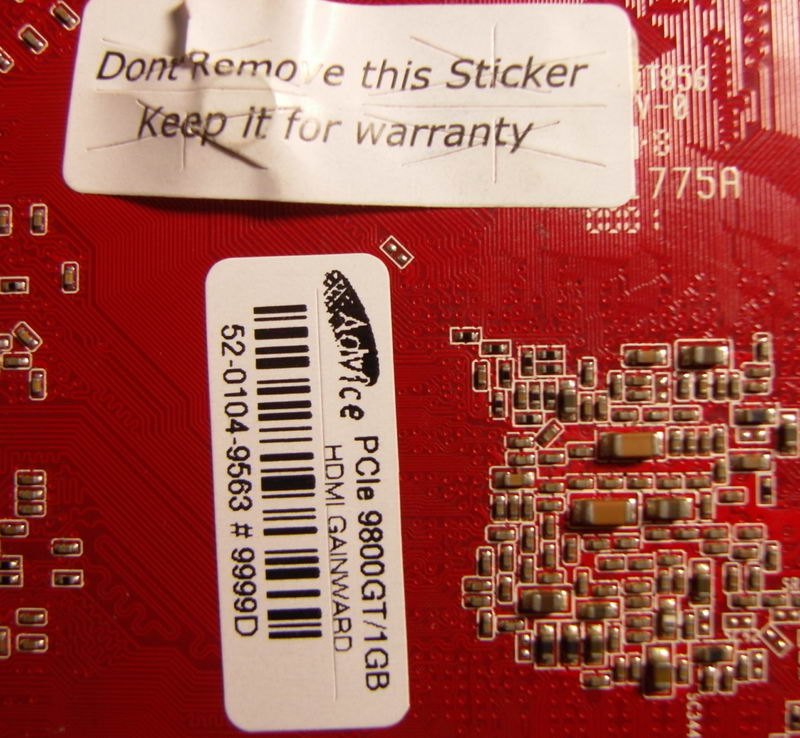 Dont Remove this Sticker
Keep it for warranty
775A
Advice PCIe 9800GT/1GB
HDMI GAINWARD
52-0104-9563 # 9999D